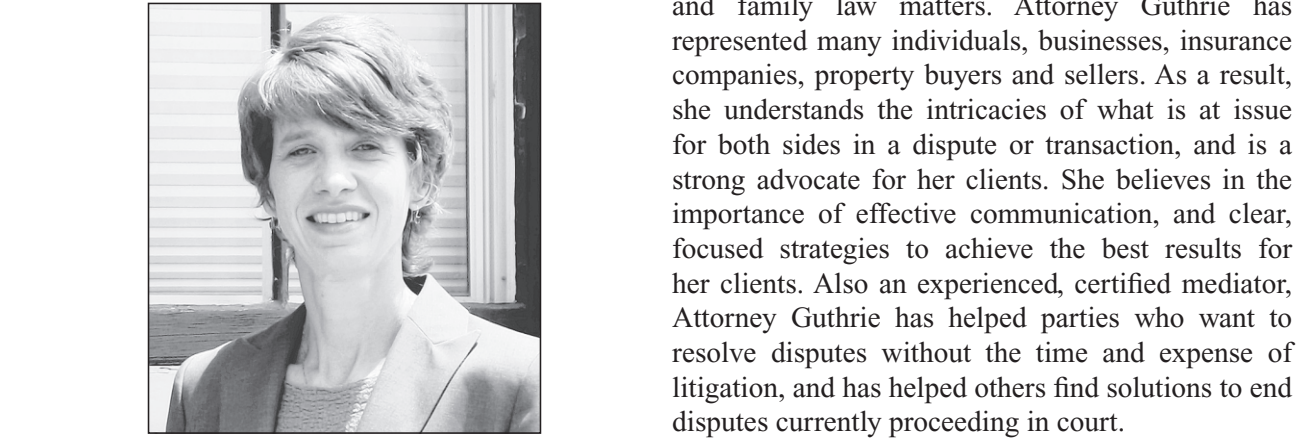 and family law matters. Attorney Guthrie has
represented many individuals, businesses, insurance
companies, property buyers and sellers. As a result,
she understands the intricacies of what is at issue
for both sides in a dispute or transaction, and is a
strong advocate for her clients. She believes in the
importance of effective communication, and clear,
focused strategies to achieve the best results for
her clients. Also an experienced, certified mediator,
Attorney Guthrie has helped parties who want to
resolve disputes without the time and expense of
litigation, and has helped others find solutions to end
disputes currently proceeding in court.